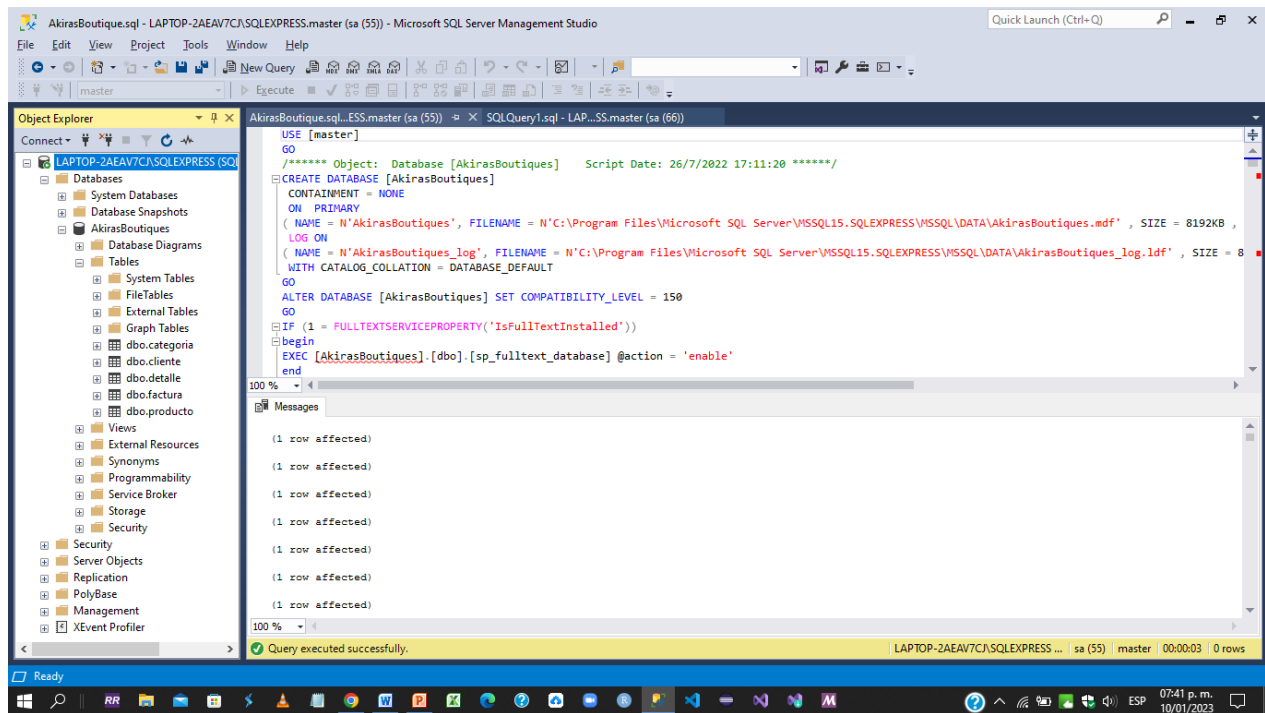 AkirasBoutique.sql - LAPTOP-2AEAV7CJ\SQLEXPRESS.master (sa (55)) - Microsoft SQL Server Management Studio
Quick Launch (Ctrl+Q)
File Edit View Project Tools Window Help
New Query
master
Execute
Object Explorer
Connect
LAPTOP-2AEAV7CJ\SQLEXPRESS (SQL
Databases
System Databases
Database Snapshots
AkirasBoutiques
Database Diagrams
Tables
System Tables
FileTables
External Tables
Graph Tables
dbo.categoria
dbo.cliente
dbo.detalle
dbo.factura
dbo.producto
Views
External Resources
Synonyms
Programmability
Service Broker
Storage
Security
Security
Server Objects
Replication
PolyBase
Management
XEvent Profiler
AkirasBoutique.sql...ESS.master (sa (55))
SQLQuery1.sql - LAP...SS.master (sa (66))
USE [master]
GO
/****** Object: Database [AkirasBoutiques] Script Date: 26/7/2022 17:11:20 ******/
CREATE DATABASE [AkirasBoutiques]
CONTAINMENT = NONE
ON PRIMARY
( NAME = N'AkirasBoutiques', FILENAME = N'C:\Program Files\Microsoft SQL Server\MSSQL15.SQLEXPRESS\MSSQL\DATA\AkirasBoutiques.mdf' , SIZE = 8192KB ,
LOG ON
( NAME = N'AkirasBoutiques_log', FILENAME = N'C:\Program Files\Microsoft SQL Server\MSSQL15.SQLEXPRESS\MSSQL\DATA\AkirasBoutiques_log.ldf' , SIZE = 8
WITH CATALOG_COLLATION = DATABASE_DEFAULT
GO
ALTER DATABASE [AkirasBoutiques] SET COMPATIBILITY_LEVEL = 150
GO
IF (1 = FULLTEXTSERVICEPROPERTY('IsFullTextInstalled'))
begin
EXEC [AkirasBoutiques].[dbo].[sp_fulltext_database] @action = 'enable'
end
100 %
Messages
(1 row affected)
(1 row affected)
(1 row affected)
(1 row affected)
(1 row affected)
(1 row affected)
(1 row affected)
100 %
Query executed successfully.
LAPTOP-2AEAV7CJ\SQLEXPRESS ... sa (55) master 00:00:03 0 rows
Ready
ESP
07:41 p. m.
10/01/2023